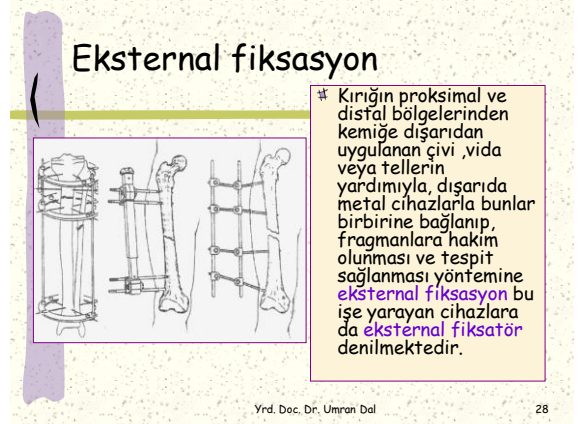 Eksternal fiksasyon
Kırığın proksimal ve
distal bölgelerinden
kemiğe dışarıdan
uygulanan çivi ,vida
veya tellerin
yardımıyla, dışarıda
metal cihazlarla bunlar
birbirine bağlanıp,
fragmanlara hakim
olunması ve tespit
sağlanması yöntemine
eksternal fiksasyon bu
işe yarayan cihazlara
da eksternal fiksatör
denilmektedir.
Yrd. Doc. Dr. Umran Dal
28